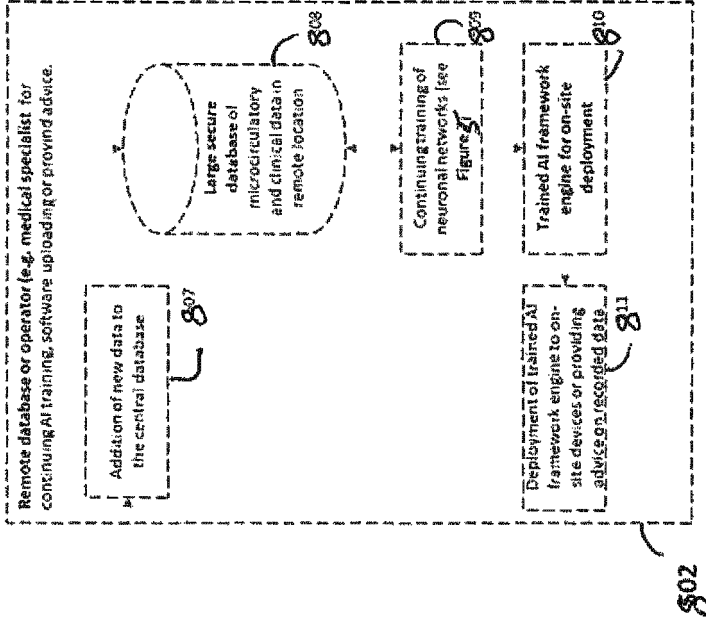 Remote database or operator (e.g. medical specialist for
continuing AI training, software uploading or provind advice.
Addition of new data to
the central database
807
Large secure
database of
microcirculatory
and clinical data in
remote location
808
Continuing training of
neuronal networks (see
Figure 5)
809
Trained AI framework
engine for on-site
deployment
810
Deployment of trained AI
framework engine to on-
site devices or providing
advice on recorded data
811
802